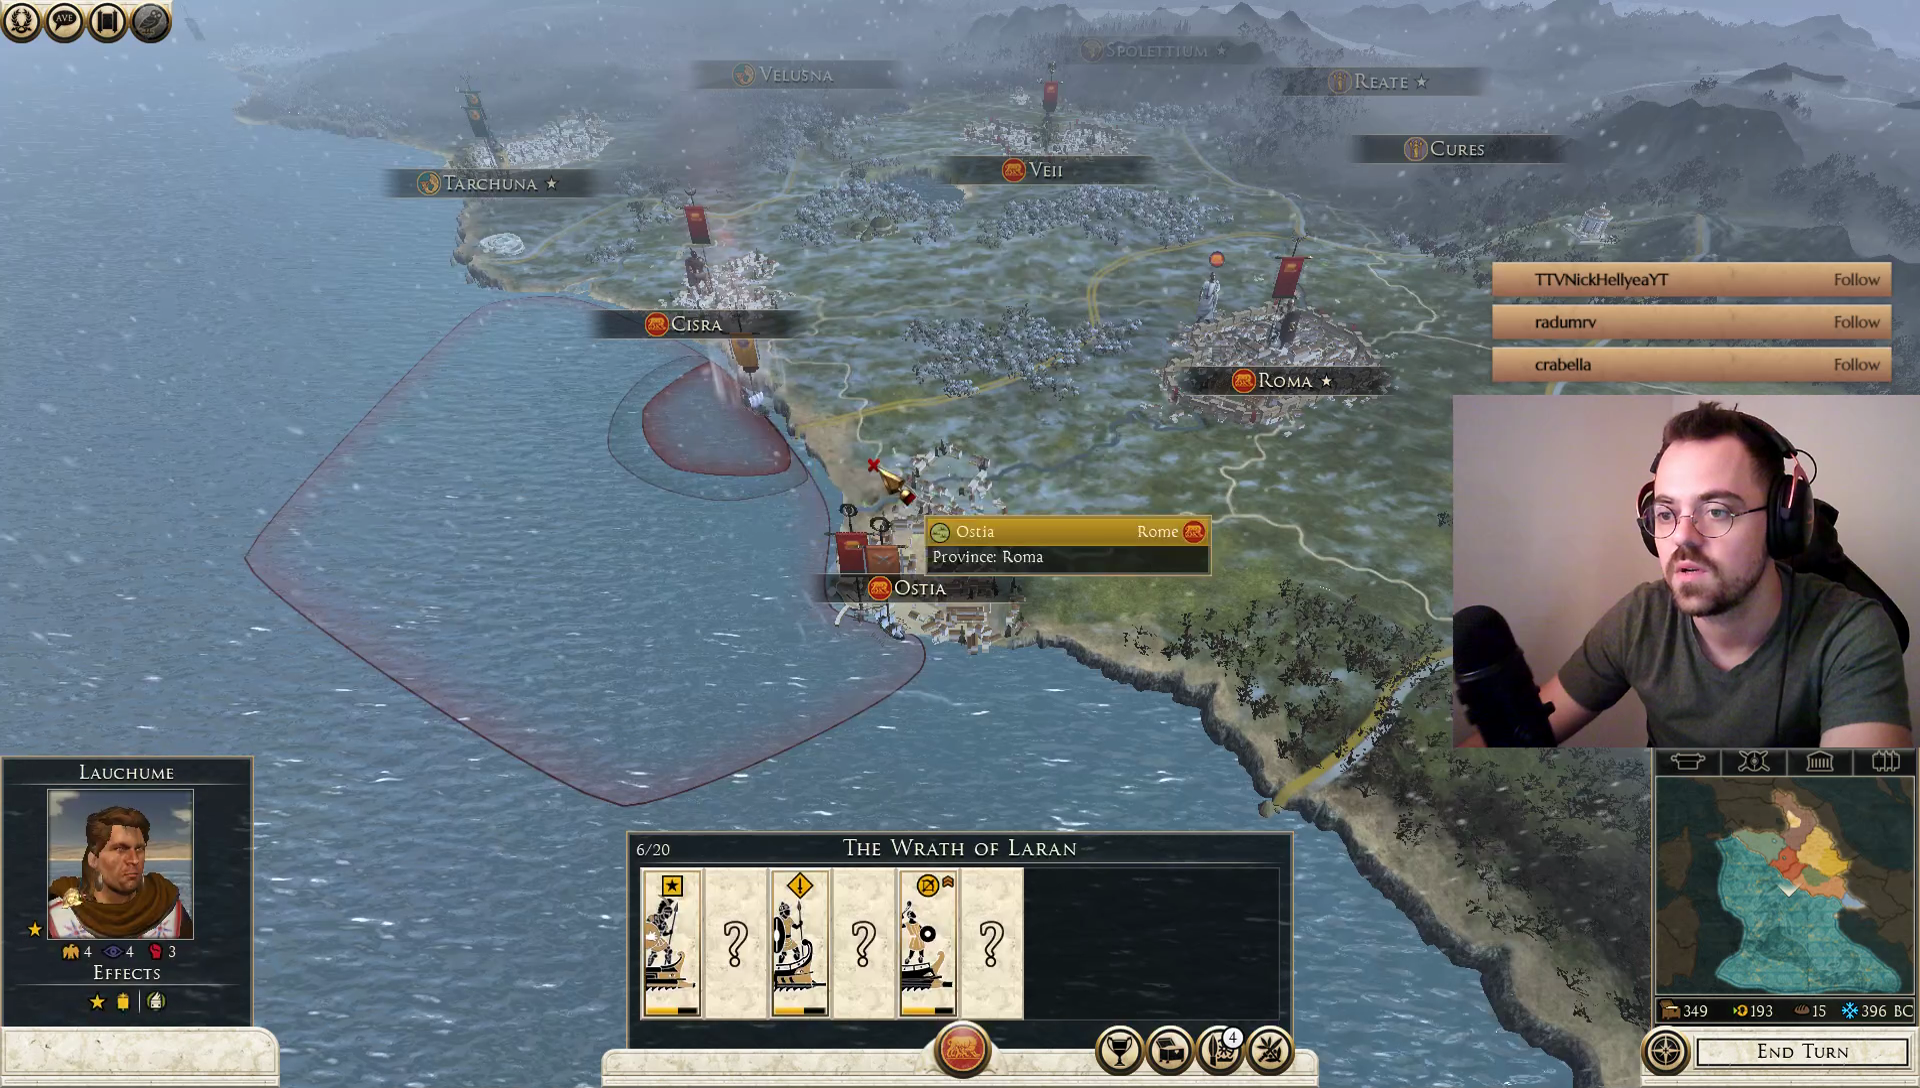 AVE
Spolettium
Velusna
Reate
Cures
Veii
Tarchuna
TTVNickHellyeaYT Follow
radumrv Follow
Cisra
crabella Follow
Roma
Ostia Rome
Province: Roma
Ostia
Lauchume
4 4 3
Effects
6/20 The Wrath of Laran
? ? ?
4
349 193 15 396 BC
End Turn